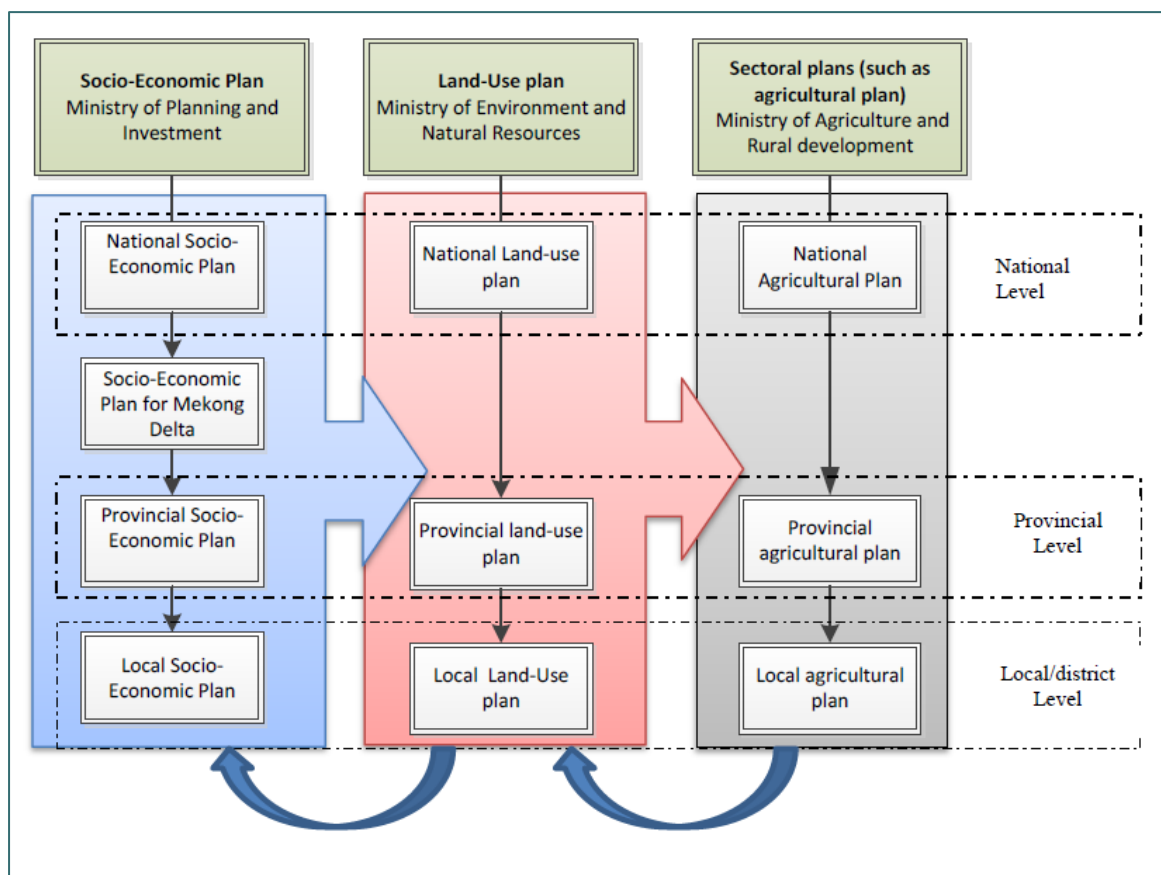 Socio-Economic Plan
Ministry of Planning and
Investment
Land-Use plan
Ministry of Environment and
Natural Resources
Sectoral plans (such as
agricultural plan)
Ministry of Agriculture and
Rural development
National Socio-
Economic Plan
National Land-use
plan
National
Agricultural Plan
National
Level
Socio-Economic
Plan for Mekong
Delta
Provincial Socio-
Economic Plan
Provincial land-use
plan
Provincial
agricultural plan
Provincial
Level
Local Socio-
Economic Plan
Local Land-Use
plan
Local agricultural
plan
Local/district
Level